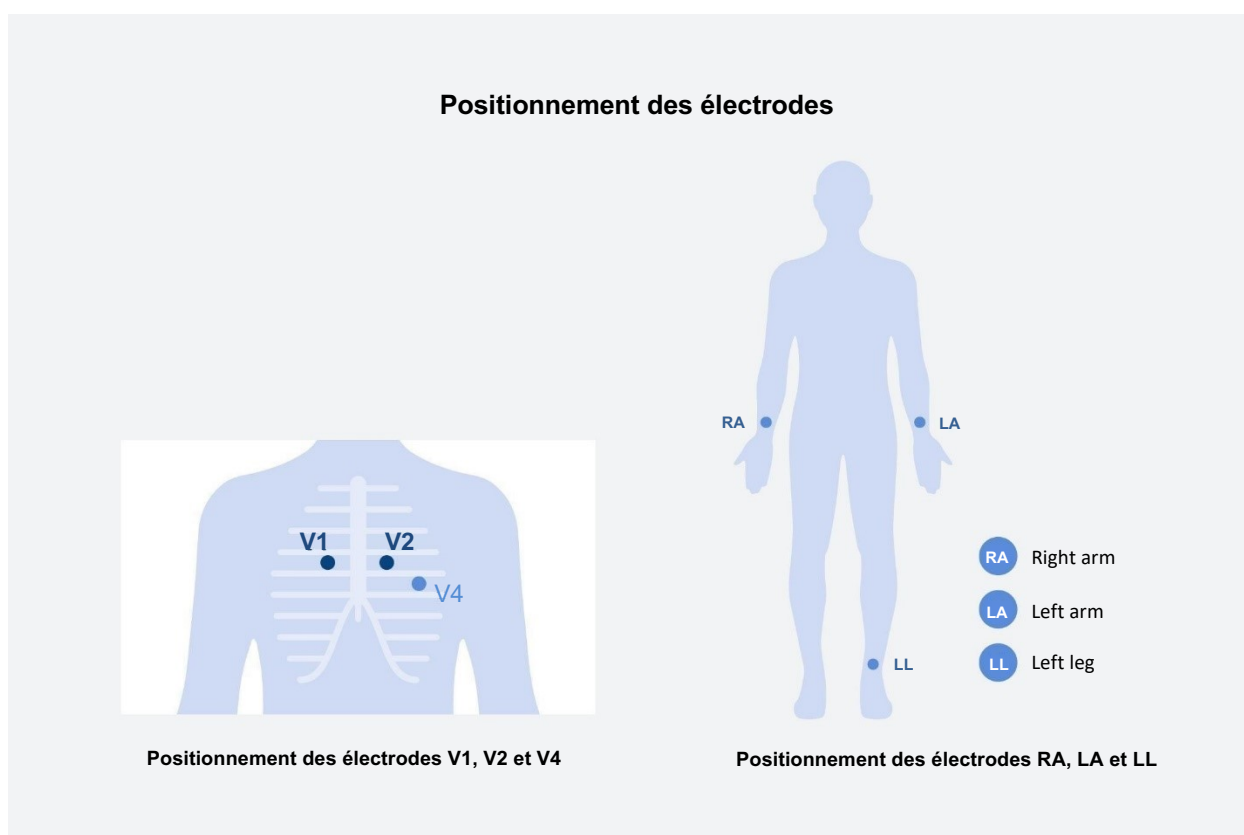 Positionnement des électrodes
V1
V2
V4
Positionnement des électrodes V1, V2 et V4
RA
LA
LL
RA Right arm
LA Left arm
LL Left leg
Positionnement des électrodes RA, LA et LL